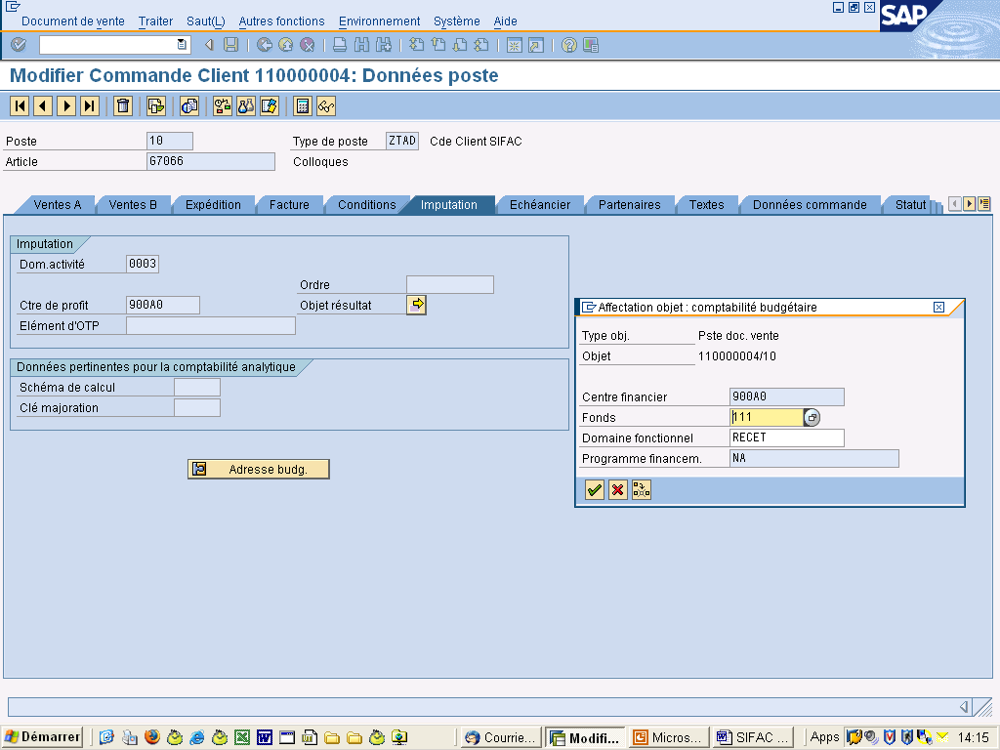 Document de vente Traiter Saut(L) Autres fonctions Environnement Système Aide
SAP
Modifier Commande Client 110000004: Données poste
Poste 10 Type de poste ZTAD Cde Client SIFAC
Article G7066 Colloques
Ventes A Ventes B Expédition Facture Conditions Imputation Echéancier Partenaires Textes Données commande Statut
Imputation
Dom.activité 0003
Ordre
Ctre de profit 900A0 Objet résultat
Elément d'OTP
Données pertinentes pour la comptabilité analytique
Schéma de calcul
Clé majoration
Adresse budg.
Affectation objet : comptabilité budgétaire
Type obj. Pste doc. vente
Objet 110000004/10
Centre financier 900A0
Fonds 111
Domaine fonctionnel RECET
Programme financem. NA
Démarrer Courrie... Modifi... Micros... SIFAC ... Apps 14:15